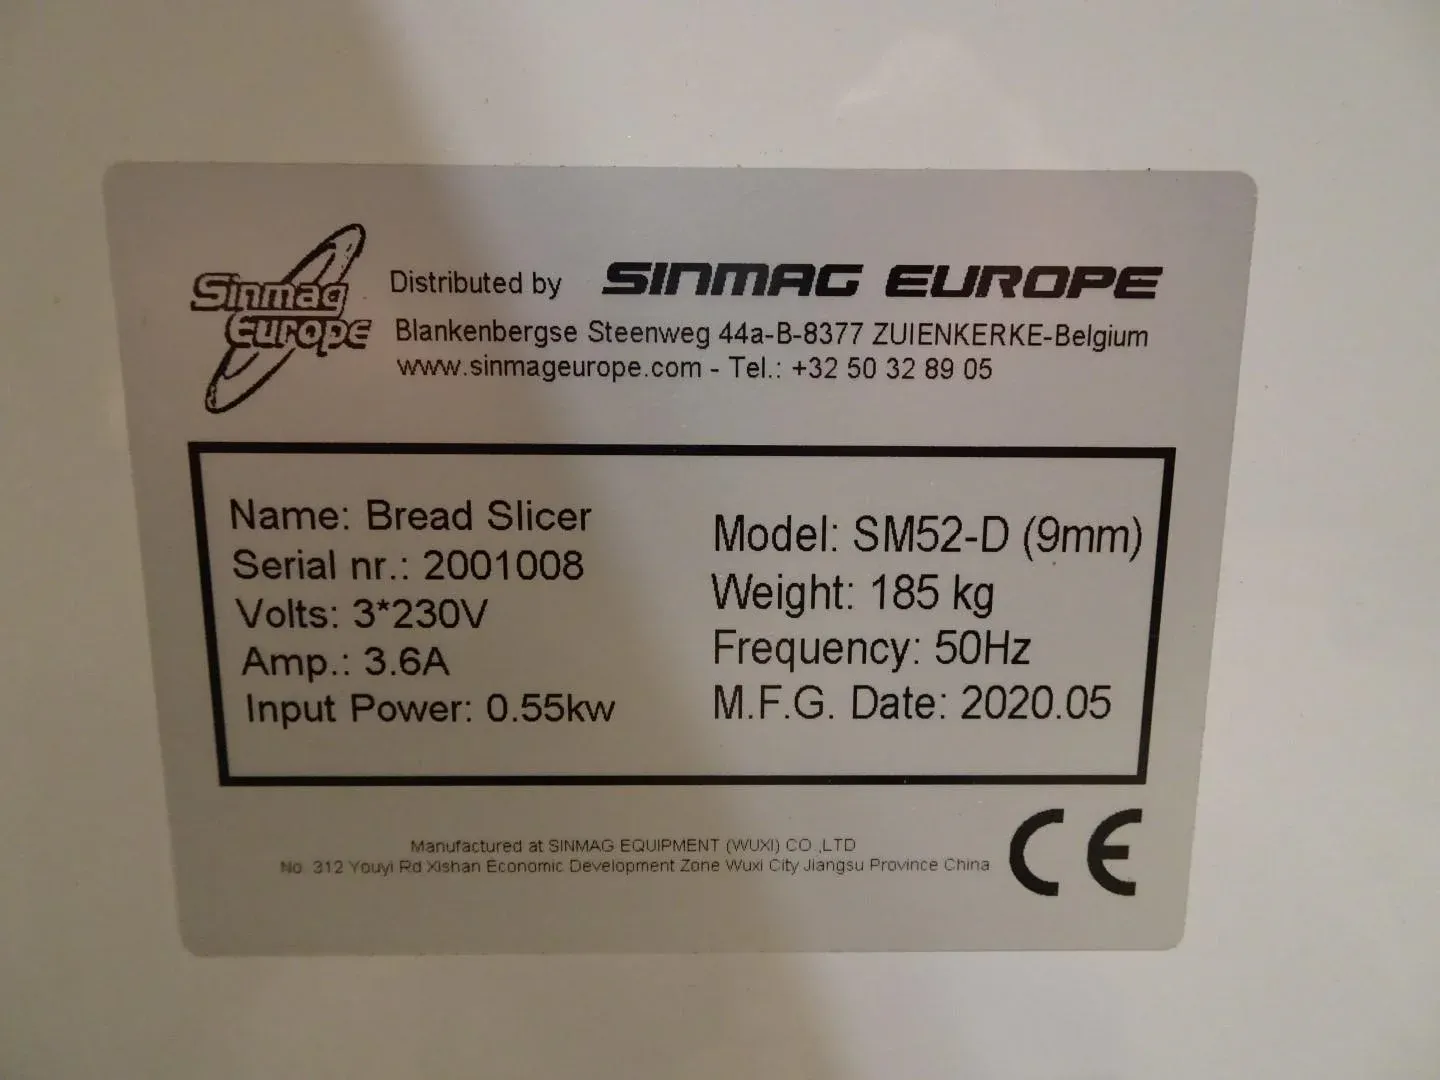 Sinmag
Europe
Distributed by SINMAG EUROPE
Blankenbergse Steenweg 44a-B-8377 ZUIENKERKE-Belgium
www.sinmageurope.com - Tel.: +32 50 32 89 05
Name: Bread Slicer
Serial nr.: 2001008
Volts: 3*230V
Amp.: 3.6A
Input Power: 0.55kw
Model: SM52-D (9mm)
Weight: 185 kg
Frequency: 50Hz
M.F.G. Date: 2020.05
Manufactured at SINMAG EQUIPMENT (WUXI) CO.,LTD
No. 312 Youyi Rd Xishan Economic Development Zone Wuxi City Jiangsu Province China
CE